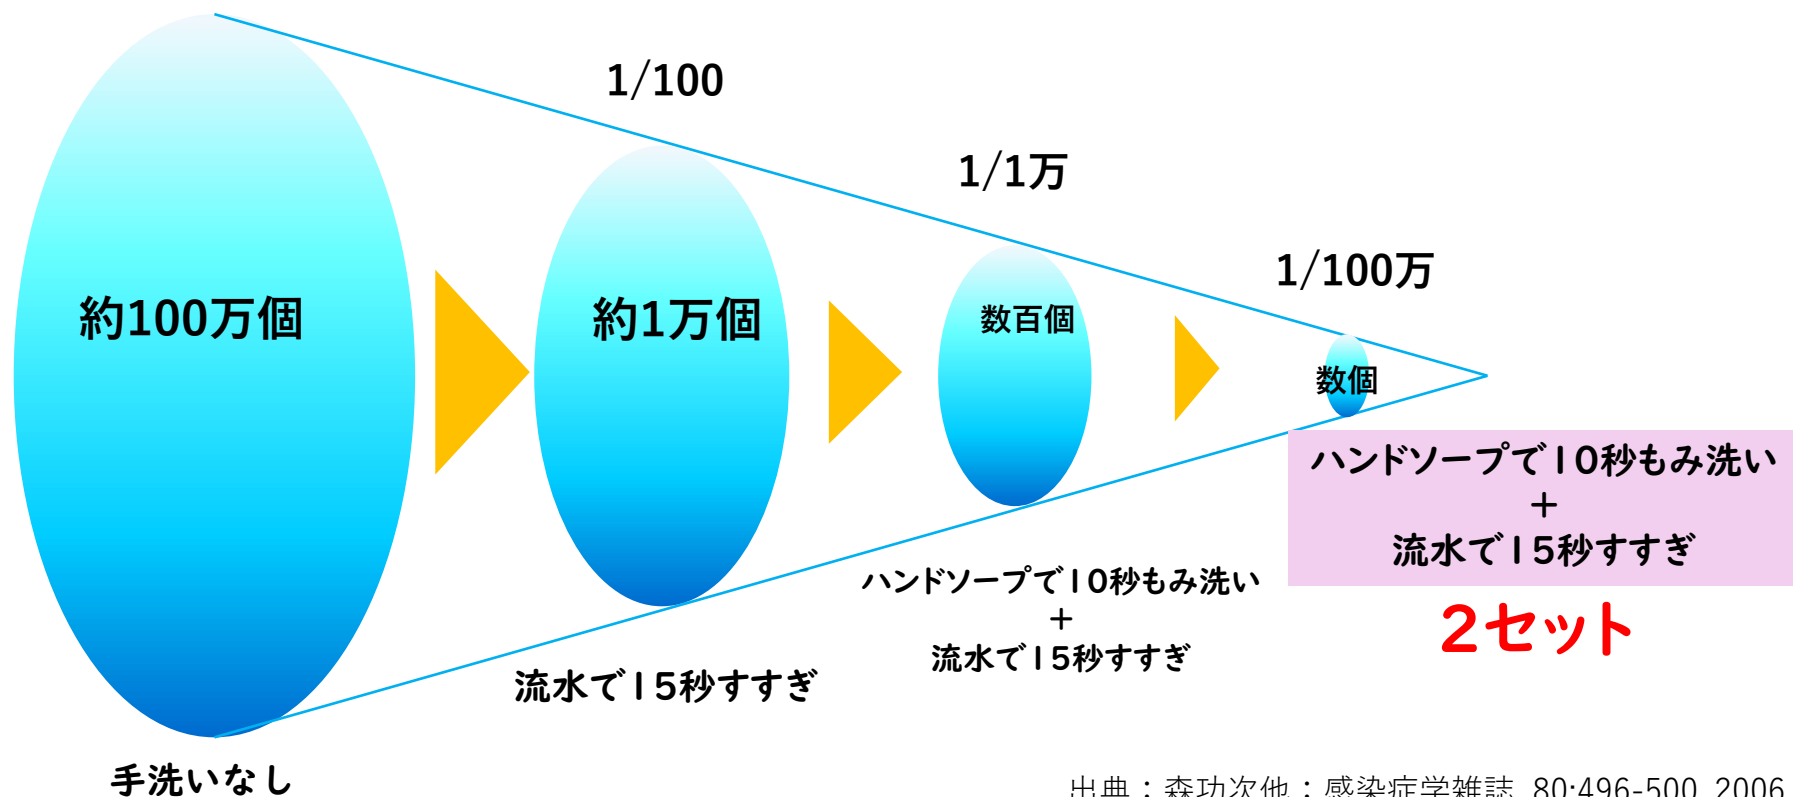 1/100
1/1万
1/100万
約100万個
約1万個
数百個
数個
手洗いなし
流水で15秒すすぎ
ハンドソープで10秒もみ洗い
+
流水で15秒すすぎ
ハンドソープで10秒もみ洗い
+
流水で15秒すすぎ
2セット
出典：森功次他：感染症学雑誌 80:496-500,2006